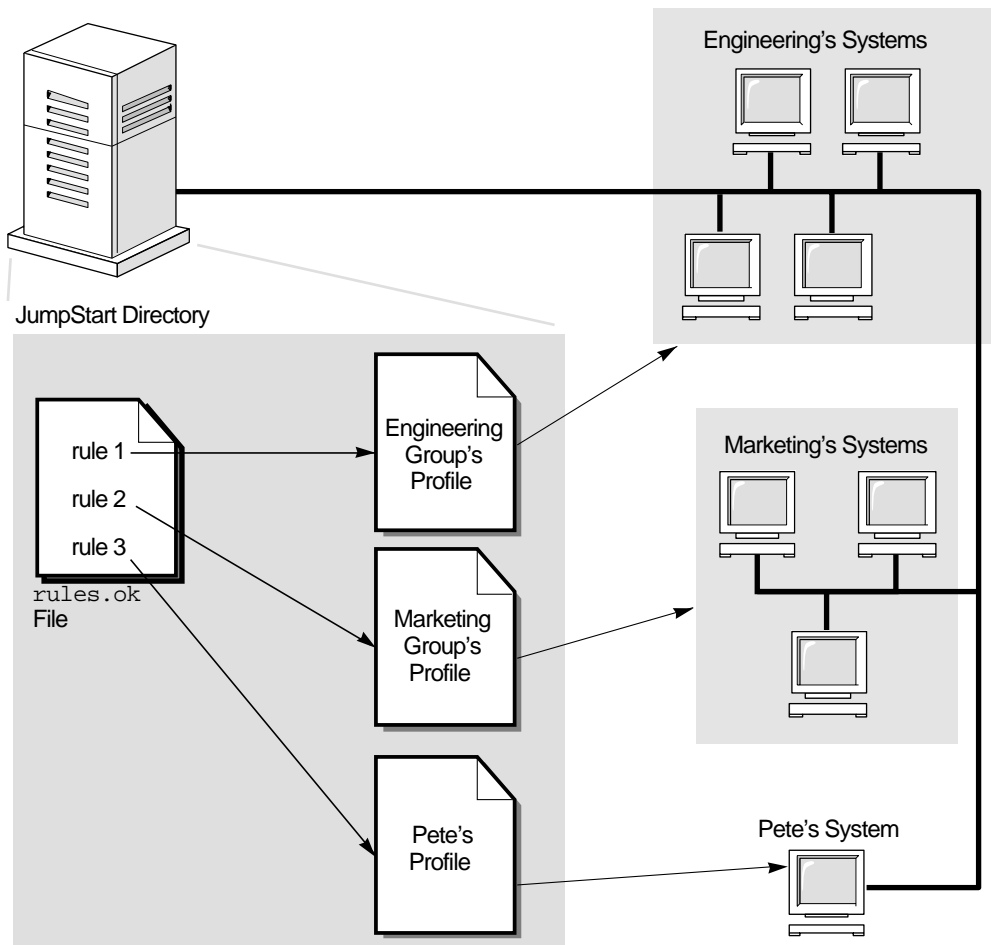 Engineering's Systems
JumpStart Directory
rule 1
rule 2
rule 3
rules.ok
File
Engineering
Group's
Profile
Marketing
Group's
Profile
Pete's
Profile
Marketing's Systems
Pete's System